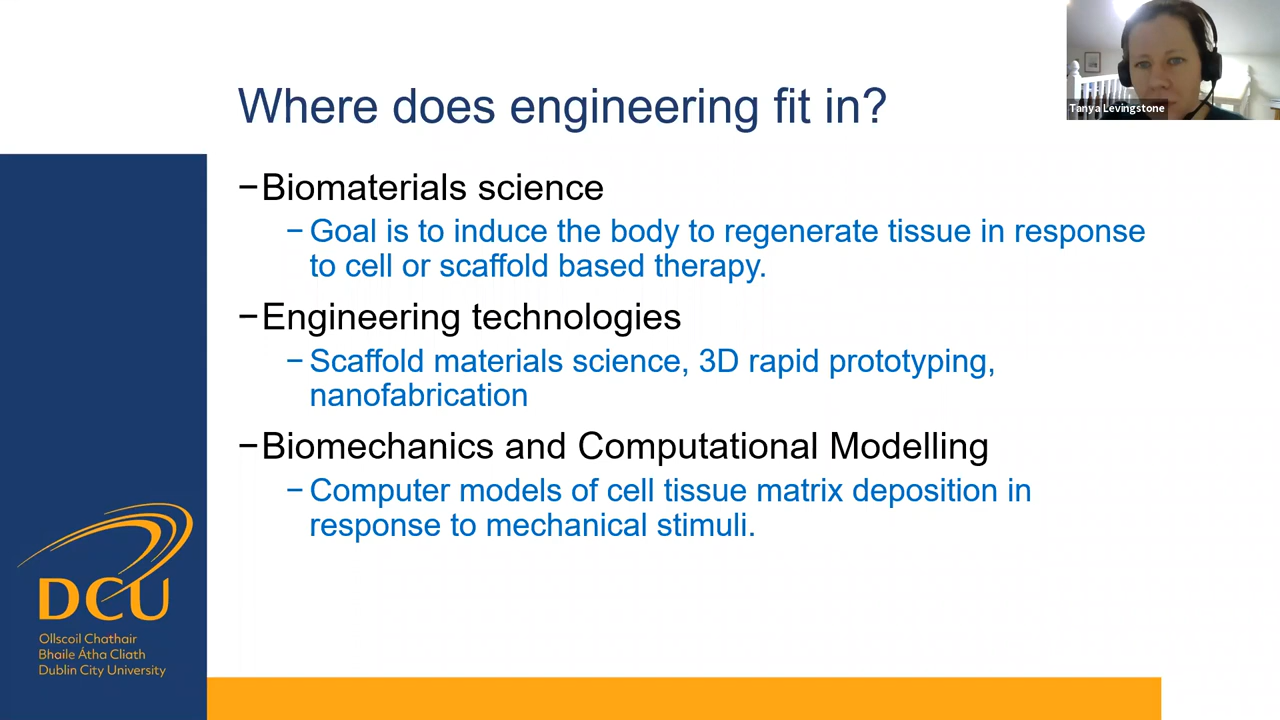 Where does engineering fit in?
Tanya Levingstone
−Biomaterials science
− Goal is to induce the body to regenerate tissue in response
to cell or scaffold based therapy.
−Engineering technologies
− Scaffold materials science, 3D rapid prototyping,
nanofabrication
−Biomechanics and Computational Modelling
− Computer models of cell tissue matrix deposition in
response to mechanical stimuli.
DCU
Ollscoil Chathair
Bhaile Átha Cliath
Dublin City University